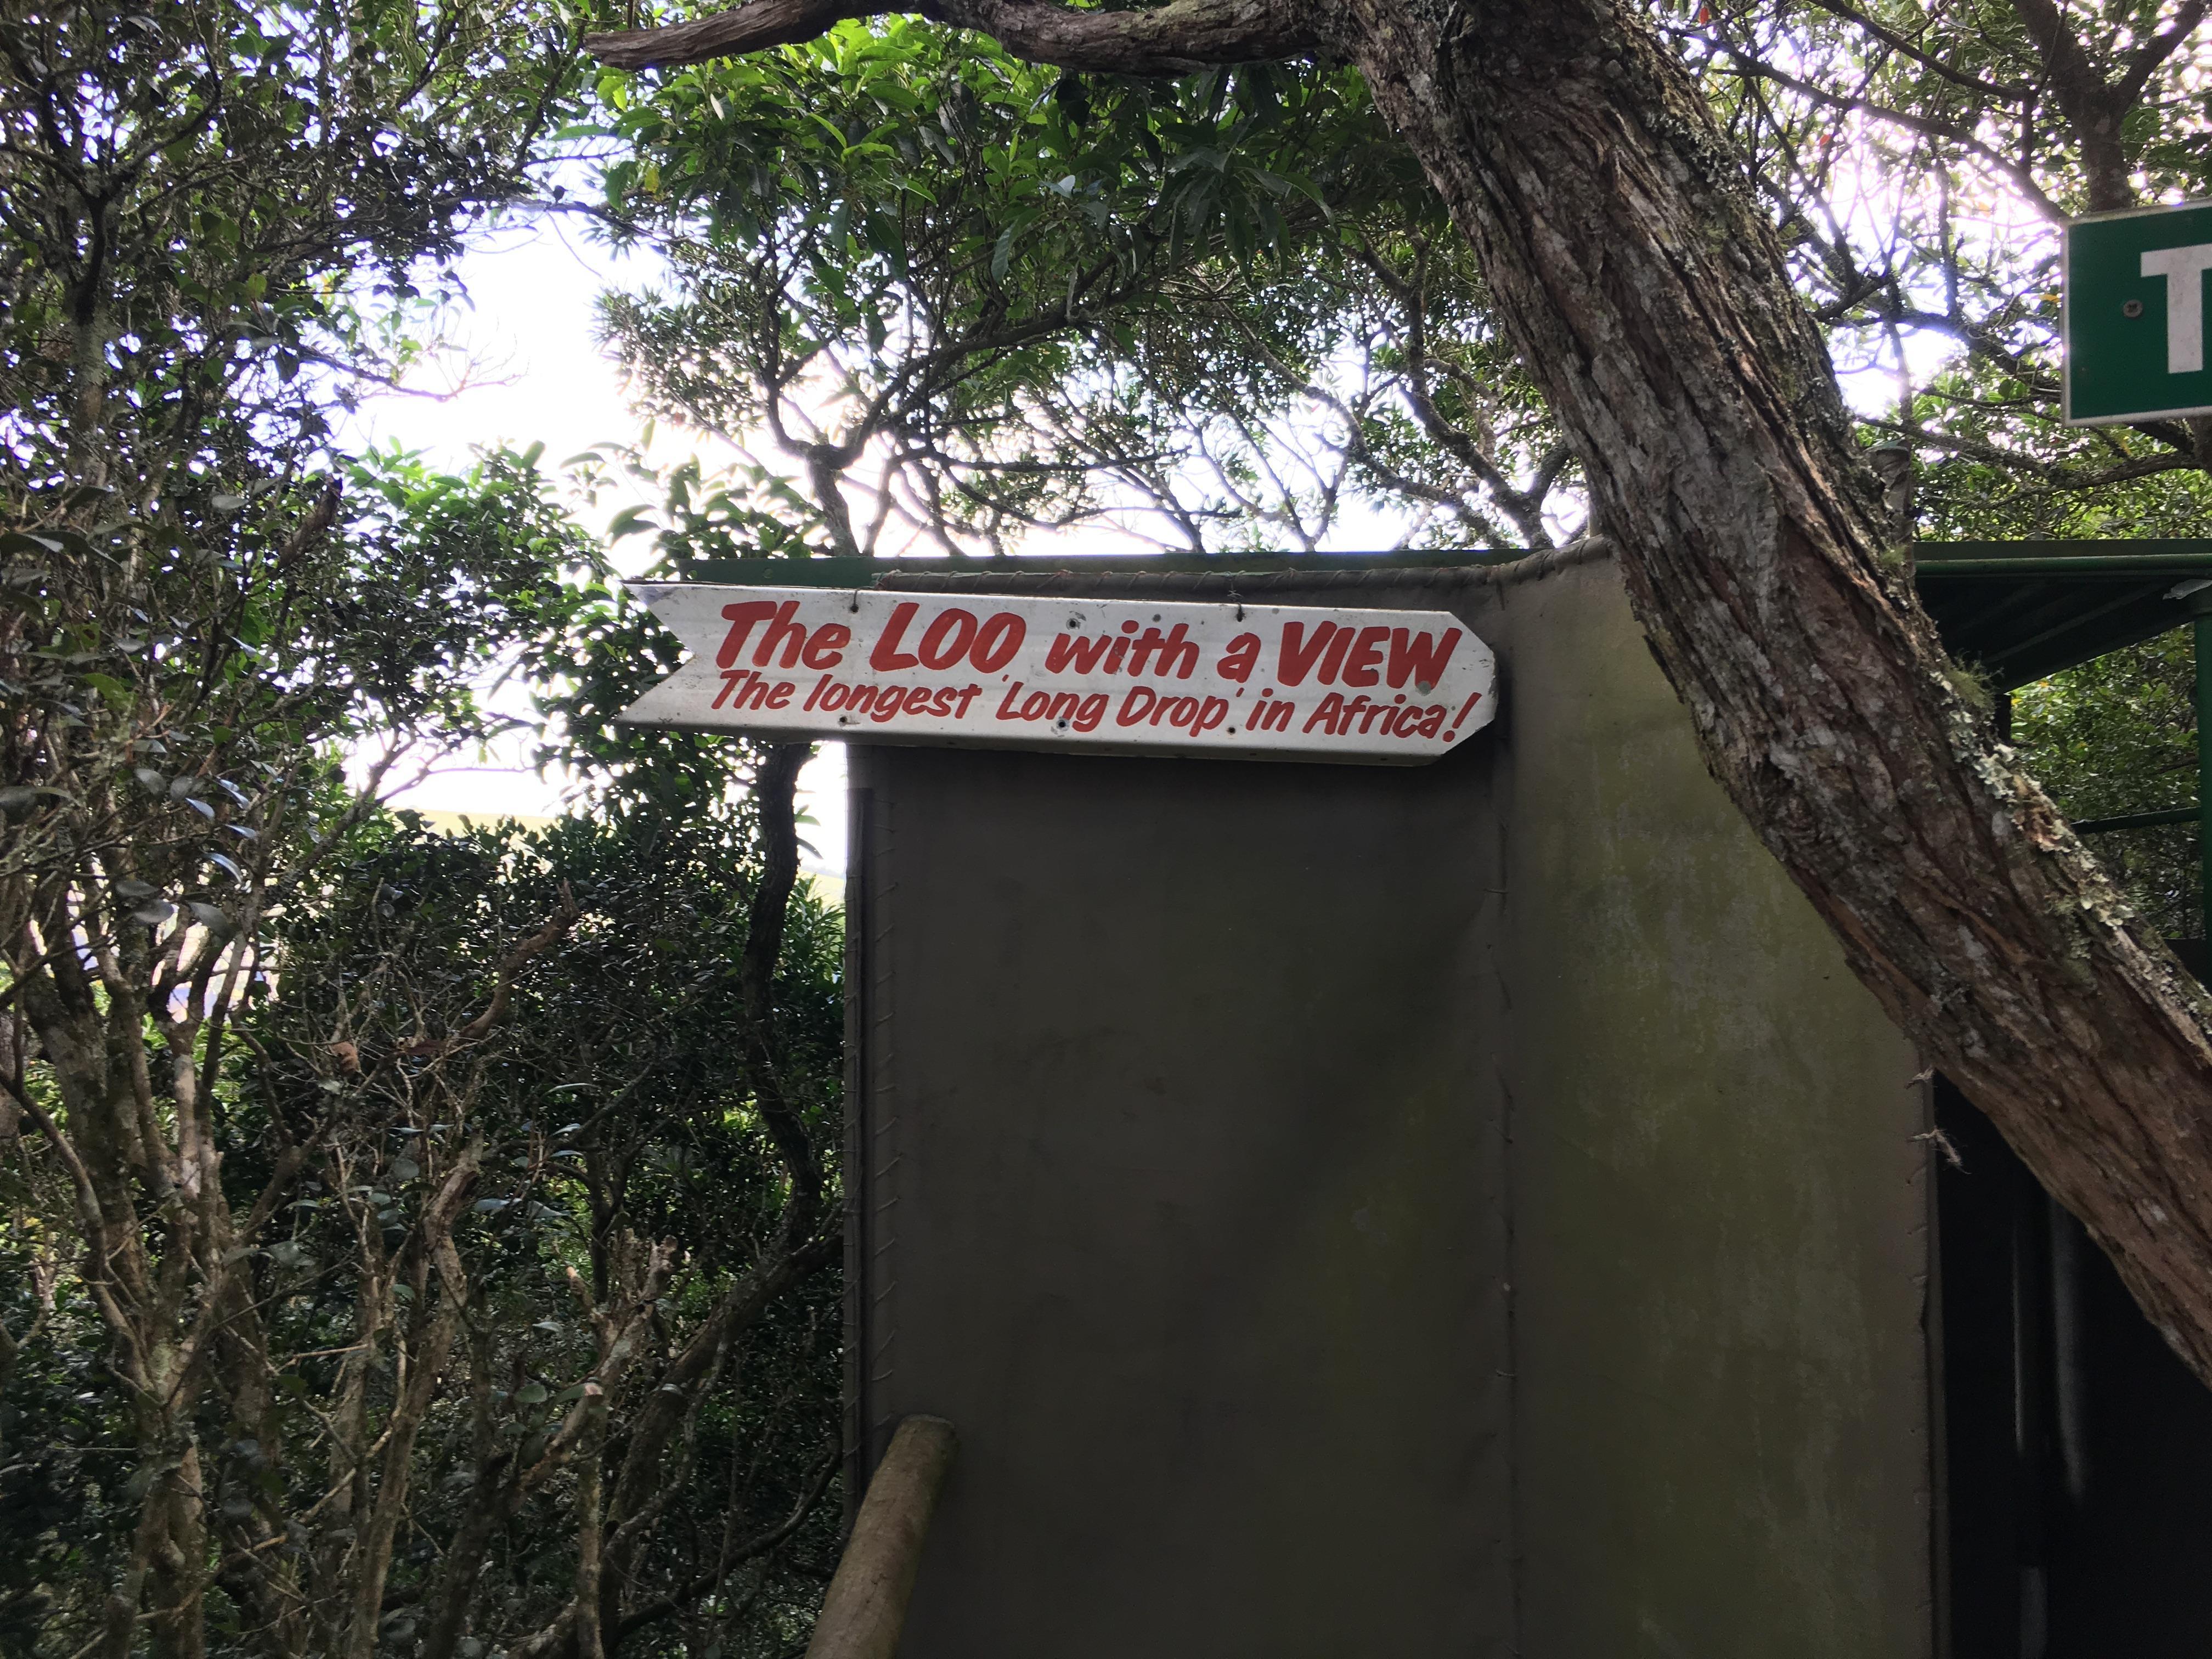 The LOO with a VIEW
The longest 'Long Drop' in Africa!
T